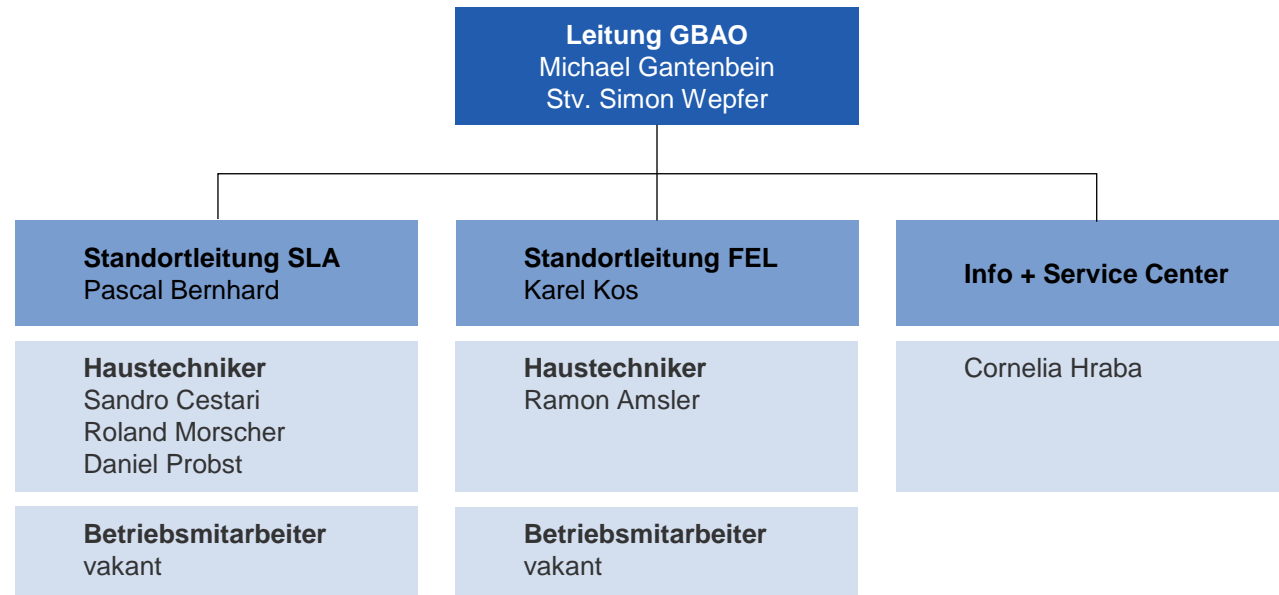 Leitung GBAO
Michael Gantenbein
Stv. Simon Wepfer
Standortleitung SLA
Pascal Bernhard
Haustechniker
Sandro Cestari
Roland Morscher
Daniel Probst
Betriebsmitarbeiter
vakant
Standortleitung FEL
Karel Kos
Haustechniker
Ramon Amsler
Betriebsmitarbeiter
vakant
Info + Service Center
Cornelia Hraba